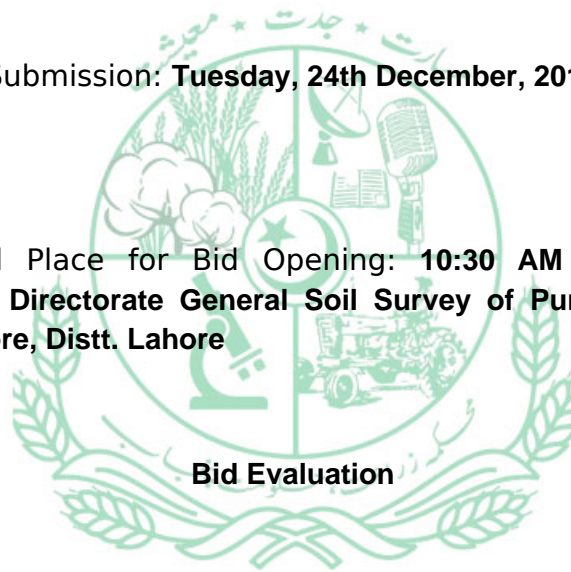 Submission: Tuesday, 24th December, 201
Place for Bid Opening: 10:30 AM
Directorate General Soil Survey of Pu
re, Distt. Lahore
Bid Evaluation